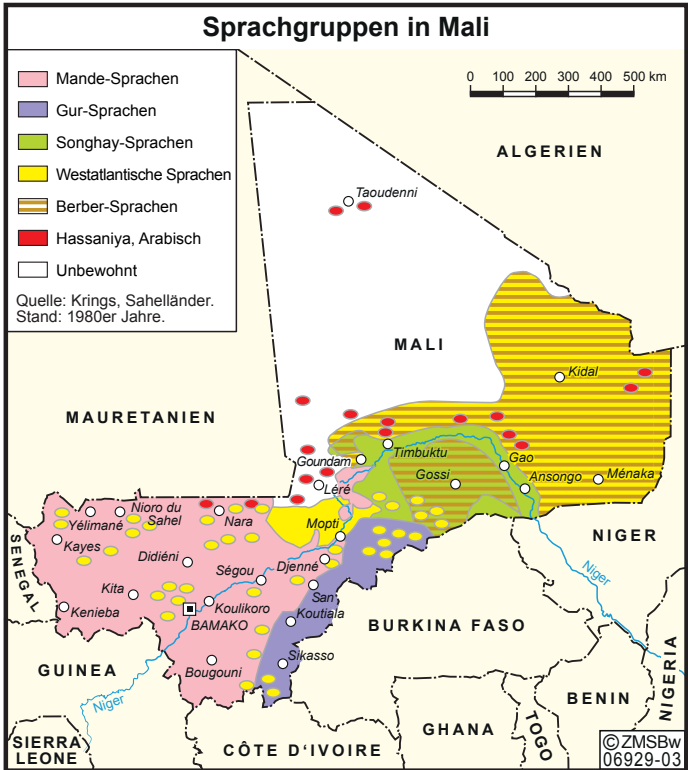 Sprachgruppen in Mali
Mande-Sprachen
Gur-Sprachen
Songhay-Sprachen
Westatlantische Sprachen
Berber-Sprachen
Hassaniya, Arabisch
Unbewohnt
Quelle: Krings, Sahelländer.
Stand: 1980er Jahre.
0 100 200 300 400 500 km
ALGERIEN
Taoudenni
MALI
Kidal
MAURETANIEN
Timbuktu
Goundam
Gao
Gossi
Ansongo
Ménaka
Léré
Nioro du
Sahel
Yélimané
Nara
Mopti
NIGER
Kayes
Didiéni
Djenné
SENEGAL
Ségou
Niger
Kita
San
Kenieba
Koulikoro
Koutiala
BAMAKO
BURKINA FASO
Sikasso
Bougouni
GUINEA
Niger
BENIN
NIGERIA
GHANA
TOGO
SIERRA
LEONE
CÔTE D'IVOIRE
©ZMSBw
06929-03